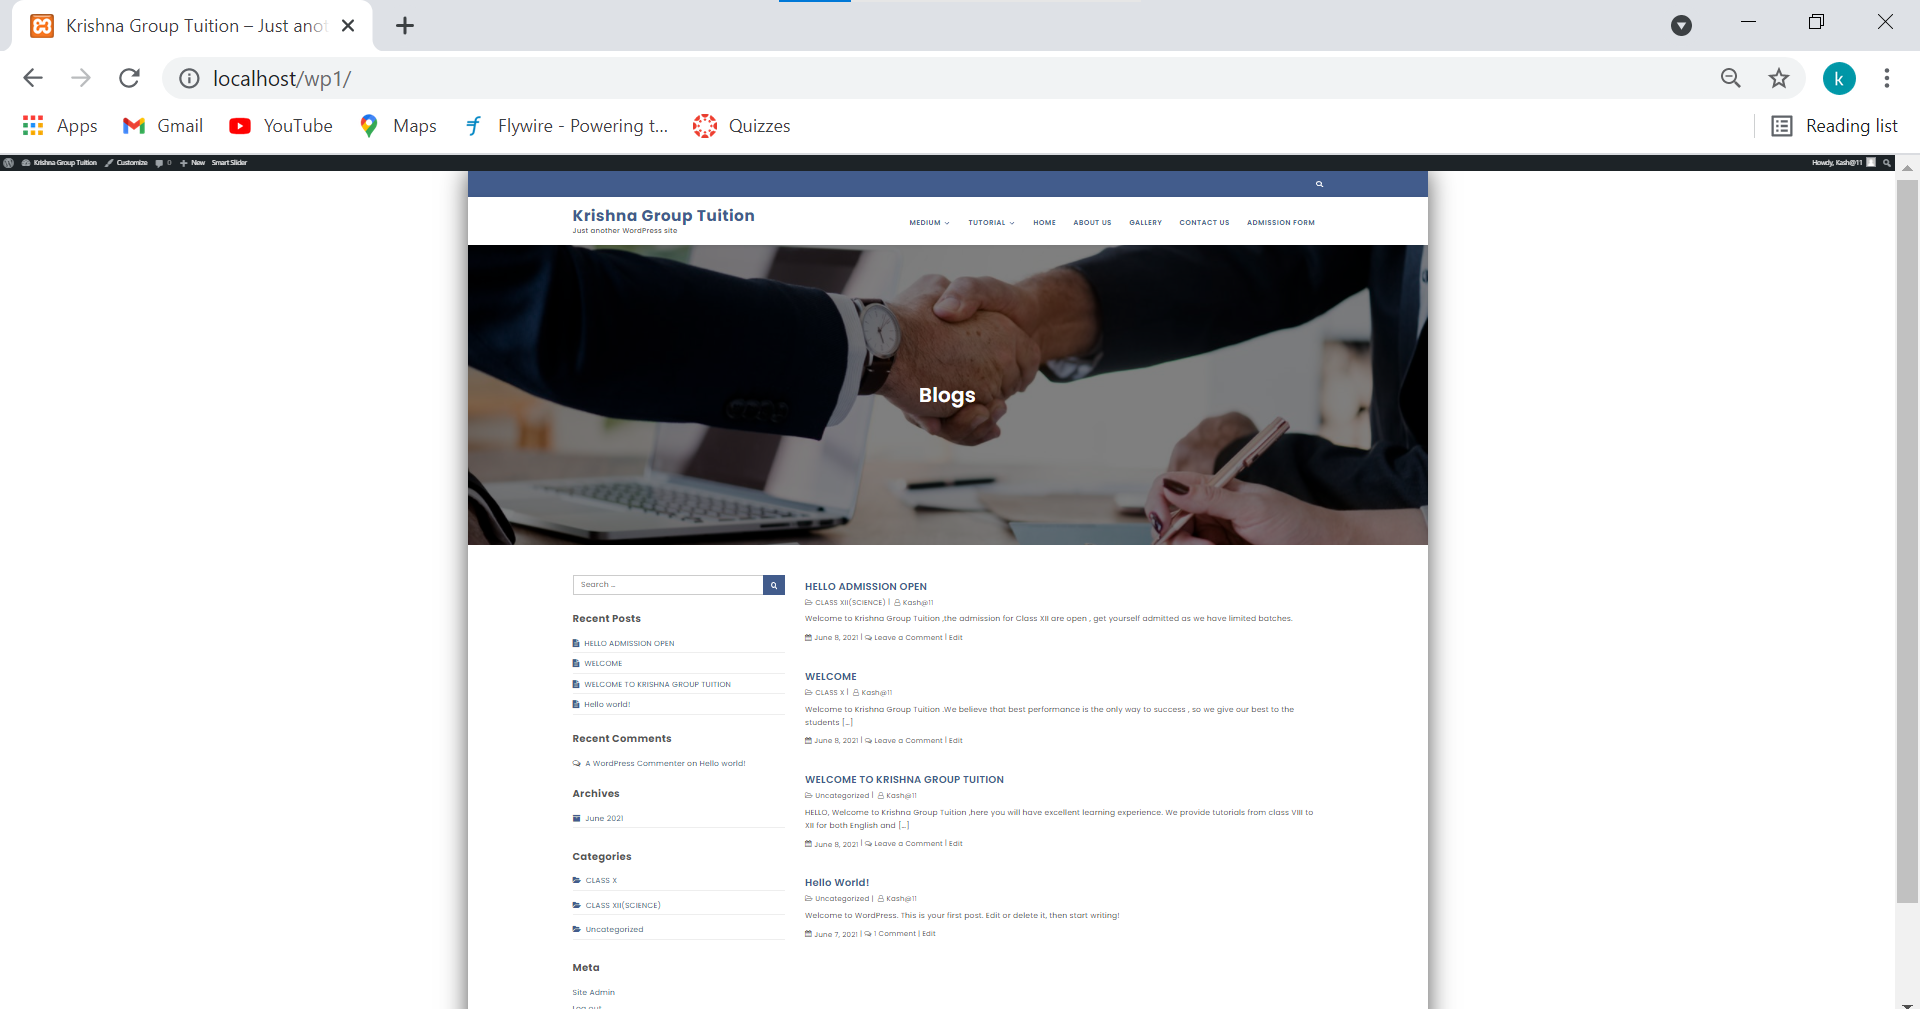 Krishna Group Tuition – Just anot
localhost/wp1/
k
Apps Gmail YouTube Maps Flywire - Powering t... Quizzes Reading list
Krishna Group Tuition Customize 0 New Smart Slider Howdy, Kash@11
Krishna Group Tuition
Just another WordPress site
MEDIUM TUTORIAL HOME ABOUT US GALLERY CONTACT US ADMISSION FORM
Blogs
Search …
Recent Posts
HELLO ADMISSION OPEN
WELCOME
WELCOME TO KRISHNA GROUP TUITION
Hello world!
Recent Comments
A WordPress Commenter on Hello world!
Archives
June 2021
Categories
CLASS X
CLASS XII(SCIENCE)
Uncategorized
Meta
Site Admin
Log out
HELLO ADMISSION OPEN
CLASS XII(SCIENCE) | Kash@11
Welcome to Krishna Group Tuition ,the admission for Class XII are open , get yourself admitted as we have limited batches.
June 8, 2021 | Leave a Comment | Edit
WELCOME
CLASS X | Kash@11
Welcome to Krishna Group Tuition .We believe that best performance is the only way to success , so we give our best to the
students […]
June 8, 2021 | Leave a Comment | Edit
WELCOME TO KRISHNA GROUP TUITION
Uncategorized | Kash@11
HELLO, Welcome to Krishna Group Tuition ,here you will have excellent learning experience. We provide tutorials from class VIII to
XII for both English and […]
June 8, 2021 | Leave a Comment | Edit
Hello World!
Uncategorized | Kash@11
Welcome to WordPress. This is your first post. Edit or delete it, then start writing!
June 7, 2021 | 1 Comment | Edit